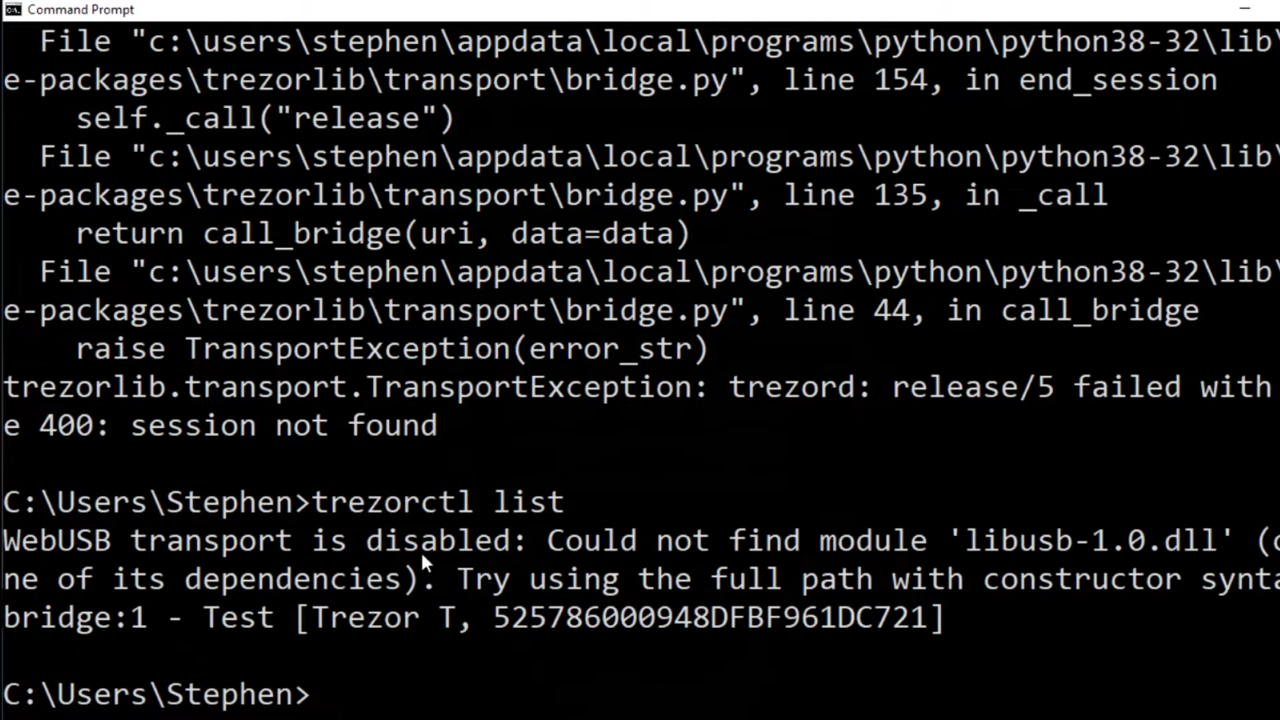 Command Prompt
File "c:\users\stephen\appdata\local\programs\python\python38-32\lib\
e-packages\trezorlib\transport\bridge.py", line 154, in end_session
self._call("release")
File "c:\users\stephen\appdata\local\programs\python\python38-32\lib\
e-packages\trezorlib\transport\bridge.py", line 135, in _call
return call_bridge(uri, data=data)
File "c:\users\stephen\appdata\local\programs\python\python38-32\lib\
e-packages\trezorlib\transport\bridge.py", line 44, in call_bridge
raise TransportException(error_str)
trezorlib.transport.TransportException: trezord: release/5 failed with
e 400: session not found
C:\Users\Stephen>trezorctl list
WebUSB transport is disabled: Could not find module 'libusb-1.0.dll' (
ne of its dependencies). Try using the full path with constructor synta
bridge:1 - Test [Trezor T, 525786000948DFBF961DC721]
C:\Users\Stephen>